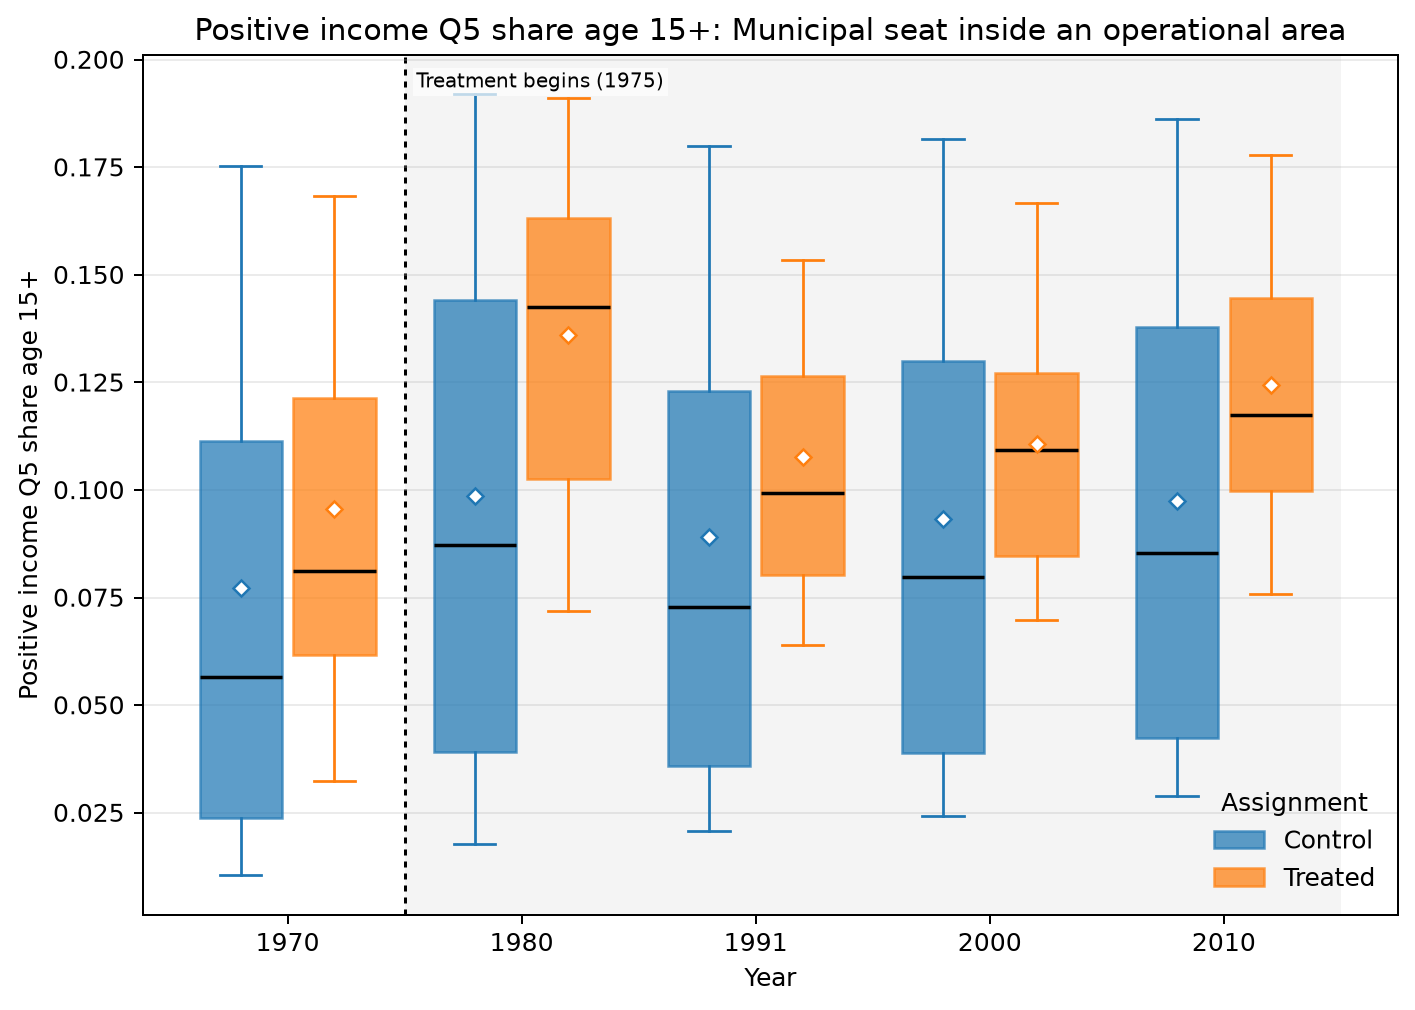 Positive income Q5 share age 15+: Municipal seat inside an operational area
Treatment begins (1975)
Positive income Q5 share age 15+
0.200
0.175
0.150
0.125
0.100
0.075
0.050
0.025
Assignment
Control
Treated
1970
1980
1991
2000
2010
Year